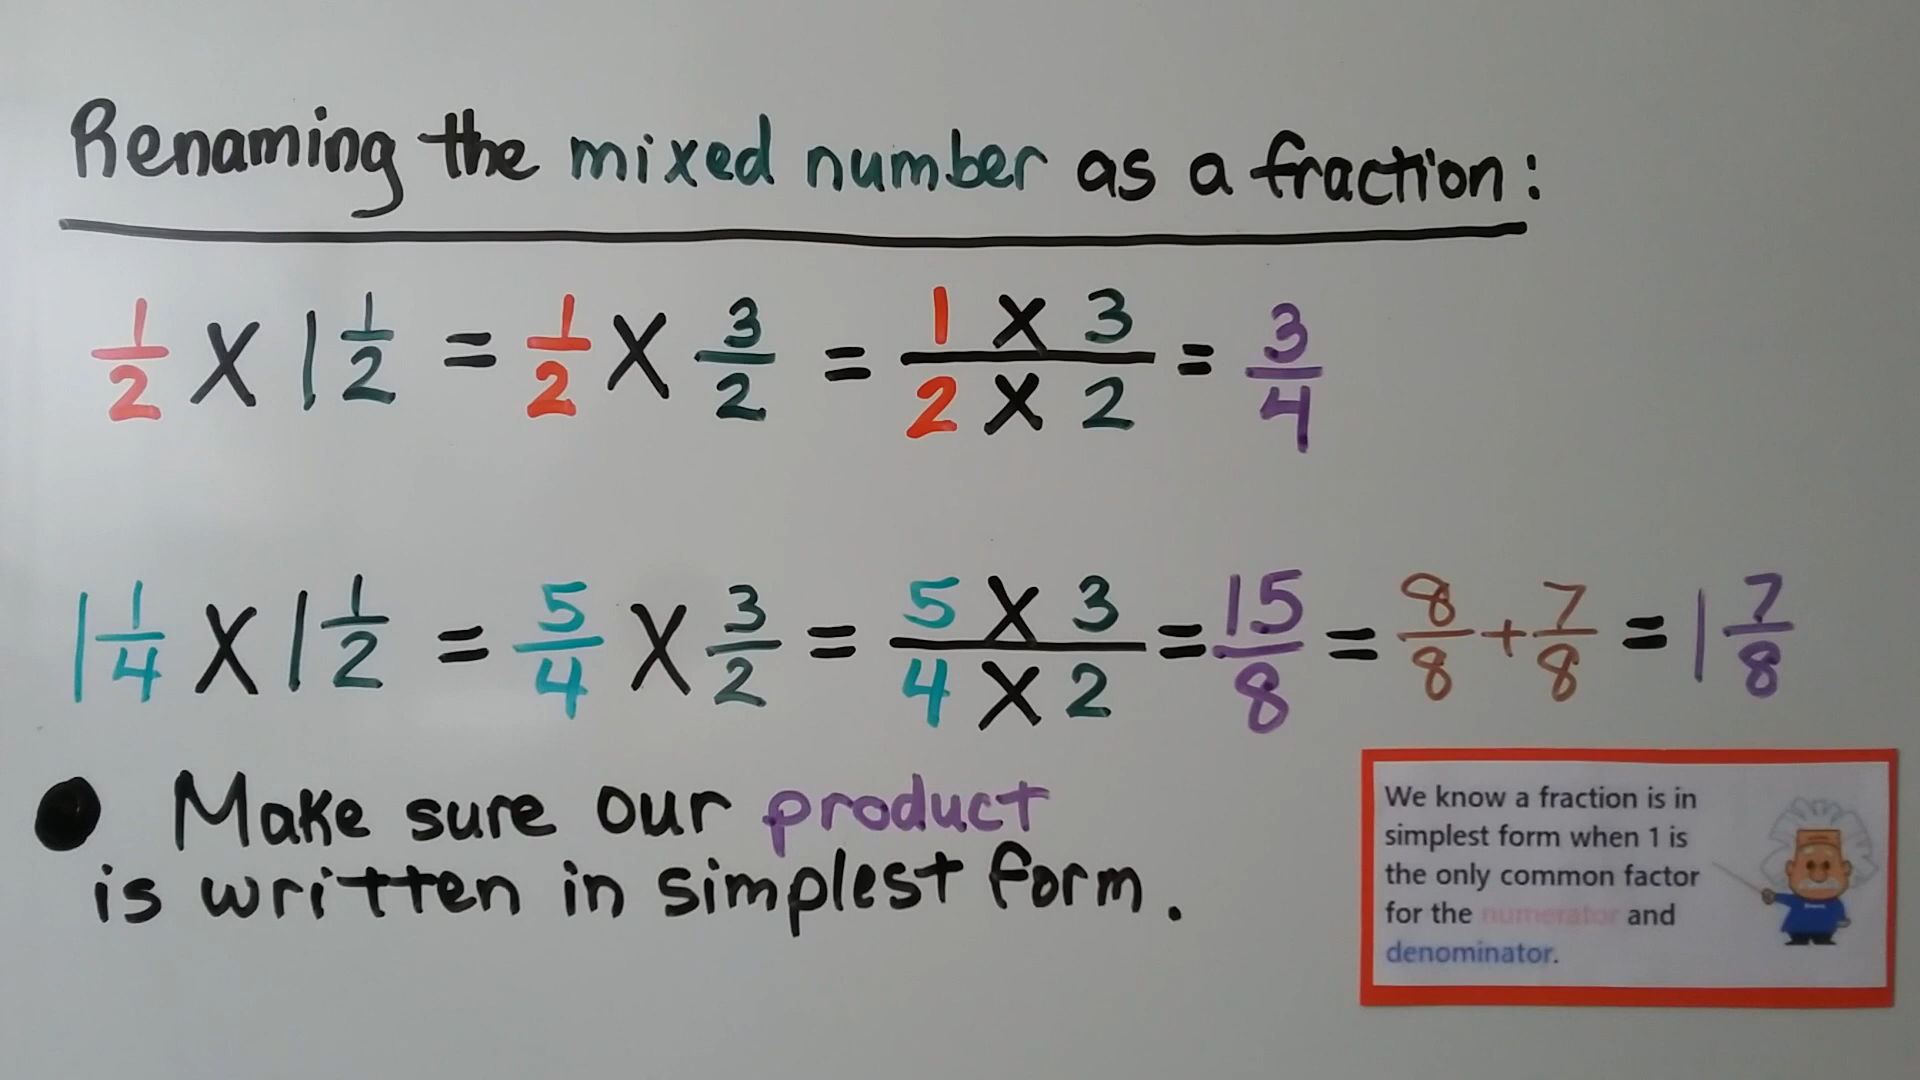 Renaming the mixed number as a fraction:
1/2 X 1 1/2 = 1/2 X 3/2 = 1 X 3 / 2 X 2 = 3/4
1 1/4 X 1 1/2 = 5/4 X 3/2 = 5 X 3 / 4 X 2 = 15/8 = 8/8 + 7/8 = 1 7/8
● Make sure our product
is written in simplest form.
We know a fraction is in
simplest form when 1 is
the only common factor
for the numerator and
denominator.